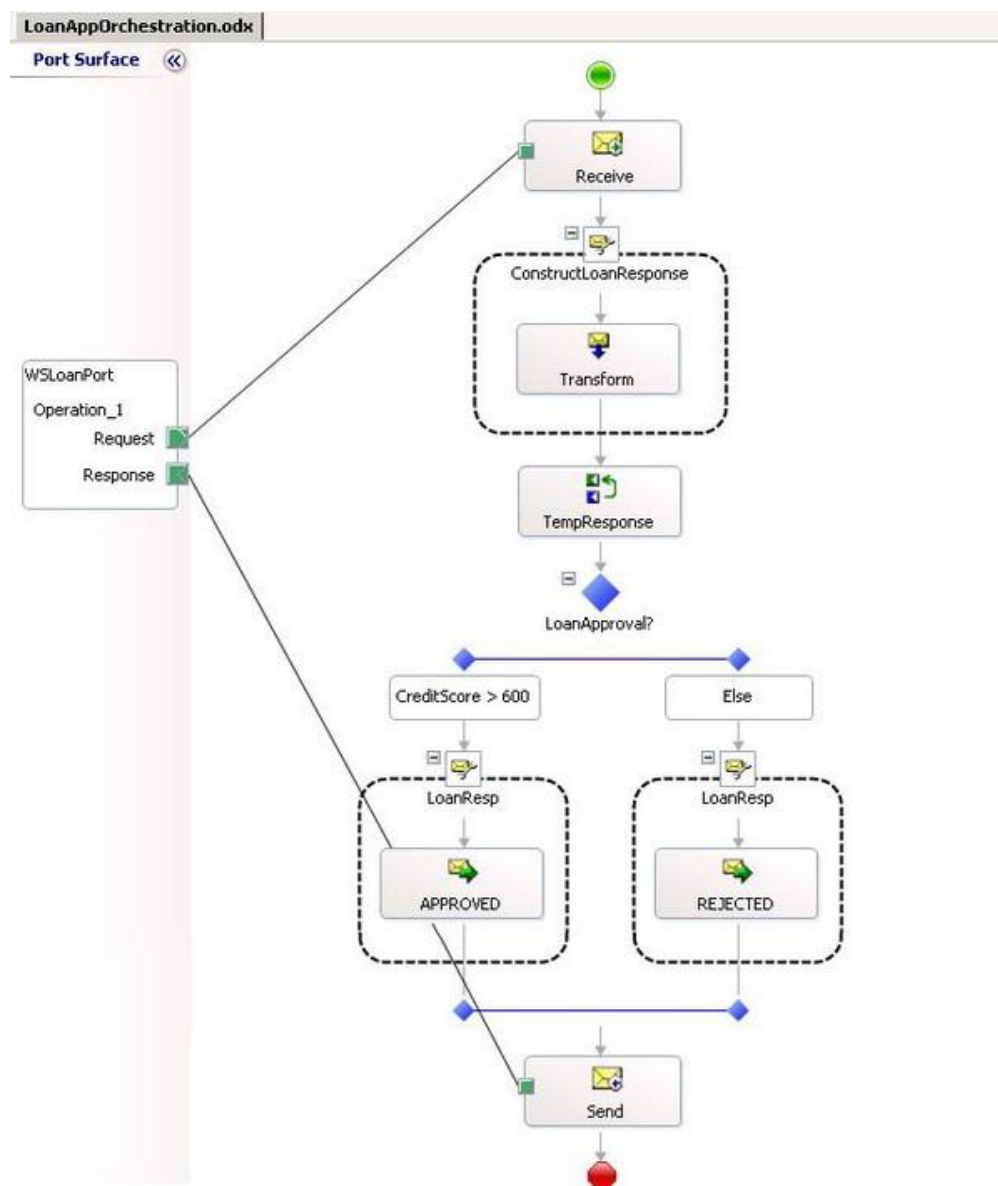 LoanAppOrchestration.odx
Port Surface
Receive
ConstructLoanResponse
Transform
WSLoanPort
Operation_1
Request
Response
TempResponse
LoanApproval?
CreditScore > 600
Else
LoanResp
LoanResp
APPROVED
REJECTED
Send